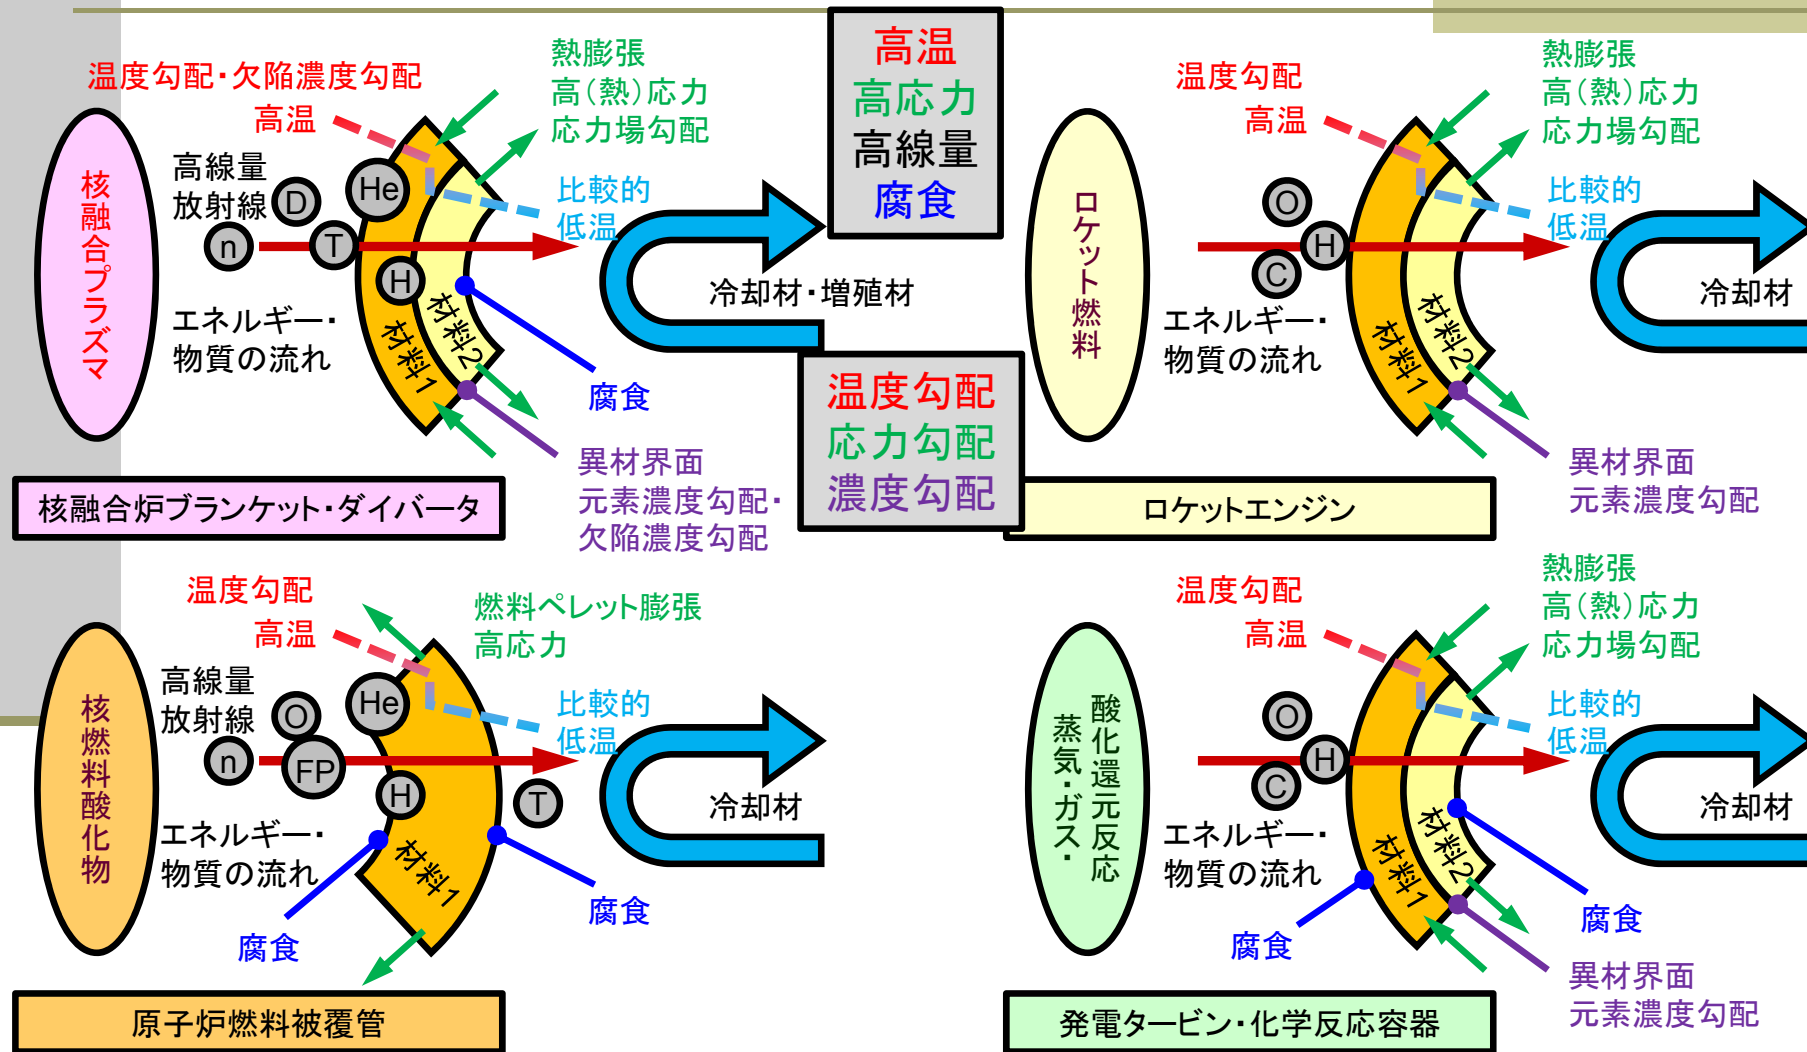 高温
高応力
高線量
腐食
温度勾配
応力勾配
濃度勾配
温度勾配・欠陥濃度勾配
高温
熱膨張
高(熱)応力
応力場勾配
核融合プラズマ
高線量
放射線
n
D
T
He
H
比較的
低温
エネルギー・
物質の流れ
材料1
材料2
冷却材・増殖材
腐食
異材界面
元素濃度勾配・
欠陥濃度勾配
核融合炉ブランケット・ダイバータ
温度勾配
高温
熱膨張
高(熱)応力
応力場勾配
ロケット燃料
O
H
C
比較的
低温
エネルギー・
物質の流れ
材料1
材料2
冷却材
異材界面
元素濃度勾配
ロケットエンジン
温度勾配
高温
燃料ペレット膨張
高応力
核燃料酸化物
高線量
放射線
n
O
FP
He
H
T
比較的
低温
エネルギー・
物質の流れ
材料1
冷却材
腐食
腐食
原子炉燃料被覆管
温度勾配
高温
熱膨張
高(熱)応力
応力場勾配
酸化還元反応
蒸気・ガス・
O
H
C
比較的
低温
エネルギー・
物質の流れ
材料1
材料2
冷却材
腐食
腐食
異材界面
元素濃度勾配
発電タービン・化学反応容器